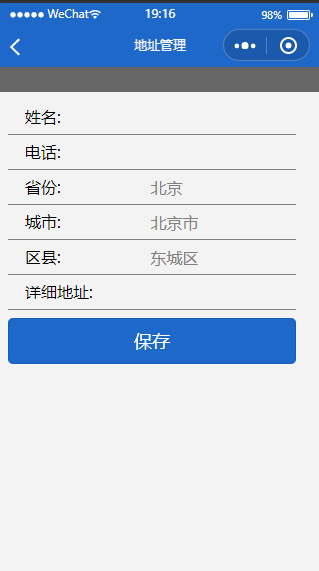 WeChat 19:16 98%
地址管理
姓名:
电话:
省份: 北京
城市: 北京市
区县: 东城区
详细地址:
保存